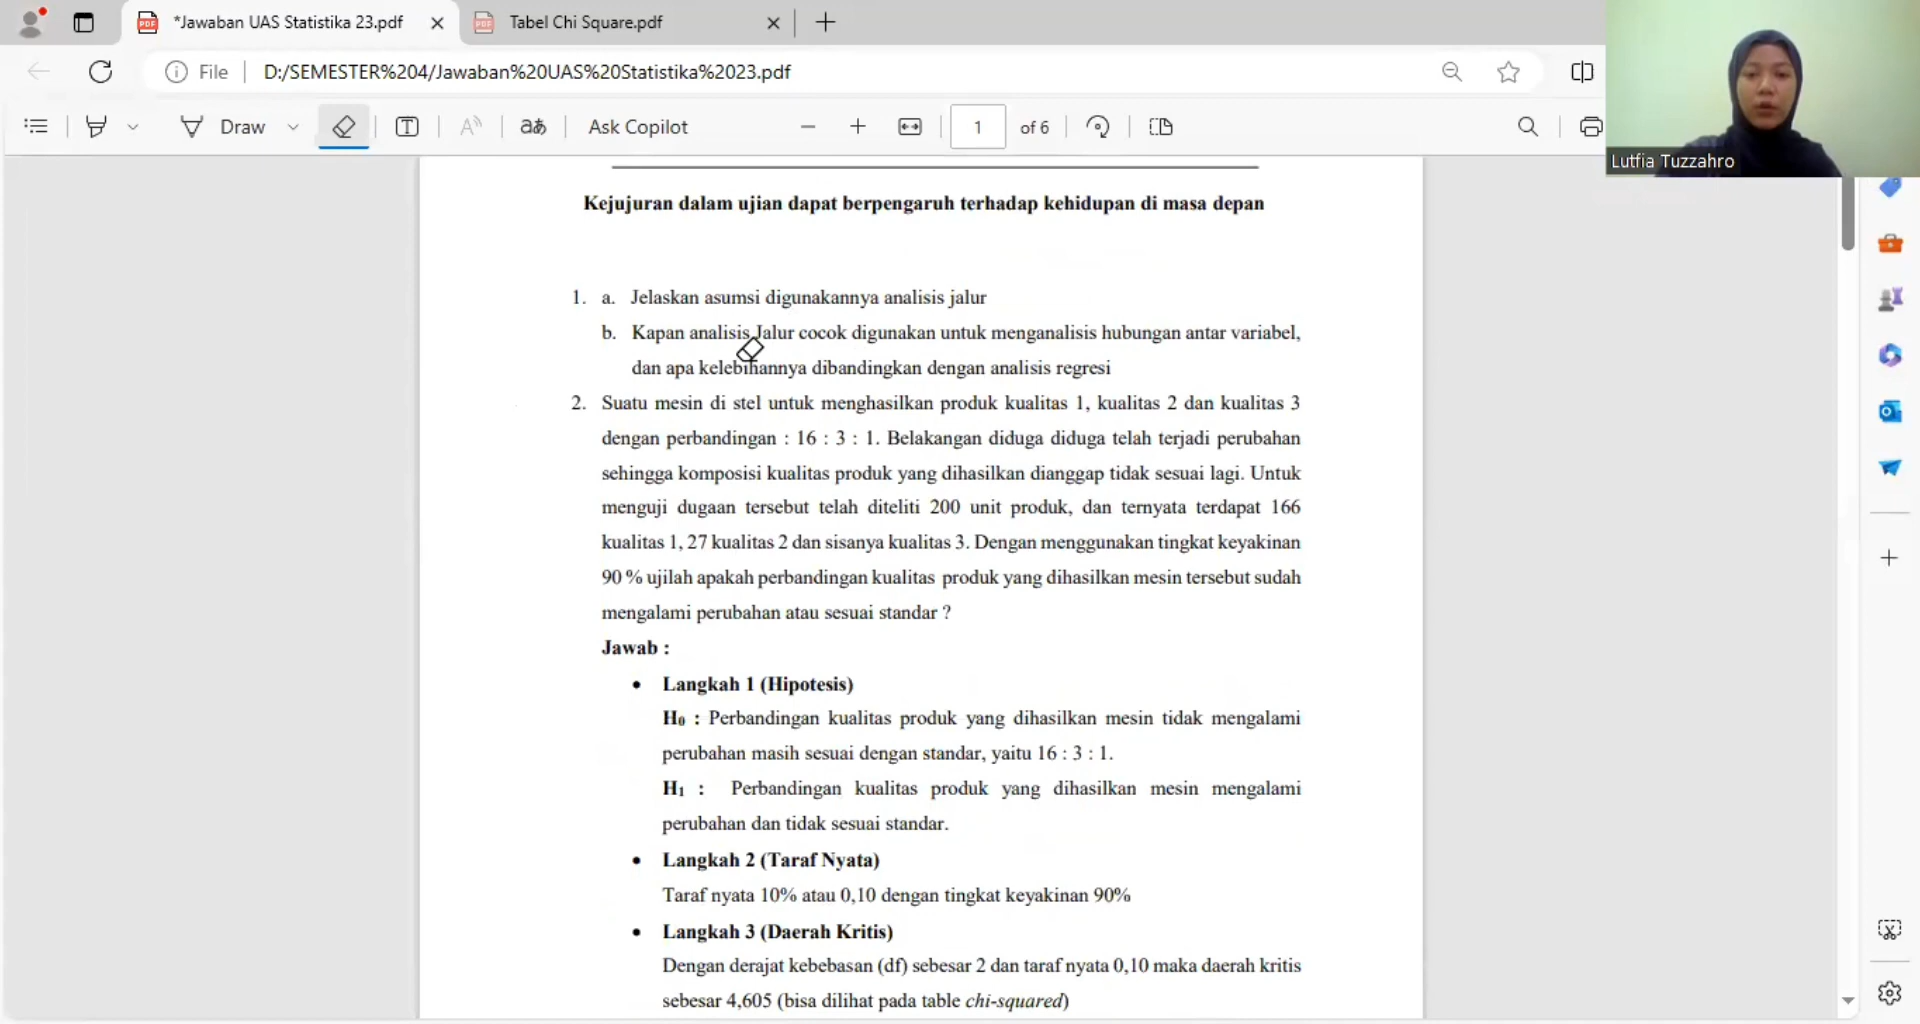 *Jawaban UAS Statistika 23.pdf
Tabel Chi Square.pdf
File
D:/SEMESTER%204/Jawaban%20UAS%20Statistika%2023.pdf
Draw
Ask Copilot
1
of 6
Lutfia Tuzzahro
Kejujuran dalam ujian dapat berpengaruh terhadap kehidupan di masa depan
1. a. Jelaskan asumsi digunakannya analisis jalur
b. Kapan analisis Jalur cocok digunakan untuk menganalisis hubungan antar variabel,
dan apa kelebihannya dibandingkan dengan analisis regresi
2. Suatu mesin di stel untuk menghasilkan produk kualitas 1, kualitas 2 dan kualitas 3
dengan perbandingan : 16 : 3 : 1. Belakangan diduga diduga telah terjadi perubahan
sehingga komposisi kualitas produk yang dihasilkan dianggap tidak sesuai lagi. Untuk
menguji dugaan tersebut telah diteliti 200 unit produk, dan ternyata terdapat 166
kualitas 1, 27 kualitas 2 dan sisanya kualitas 3. Dengan menggunakan tingkat keyakinan
90 % ujilah apakah perbandingan kualitas produk yang dihasilkan mesin tersebut sudah
mengalami perubahan atau sesuai standar ?
Jawab :
• Langkah 1 (Hipotesis)
H₀ : Perbandingan kualitas produk yang dihasilkan mesin tidak mengalami
perubahan masih sesuai dengan standar, yaitu 16 : 3 : 1.
H₁ : Perbandingan kualitas produk yang dihasilkan mesin mengalami
perubahan dan tidak sesuai standar.
• Langkah 2 (Taraf Nyata)
Taraf nyata 10% atau 0,10 dengan tingkat keyakinan 90%
• Langkah 3 (Daerah Kritis)
Dengan derajat kebebasan (df) sebesar 2 dan taraf nyata 0,10 maka daerah kritis
sebesar 4,605 (bisa dilihat pada table chi-squared)